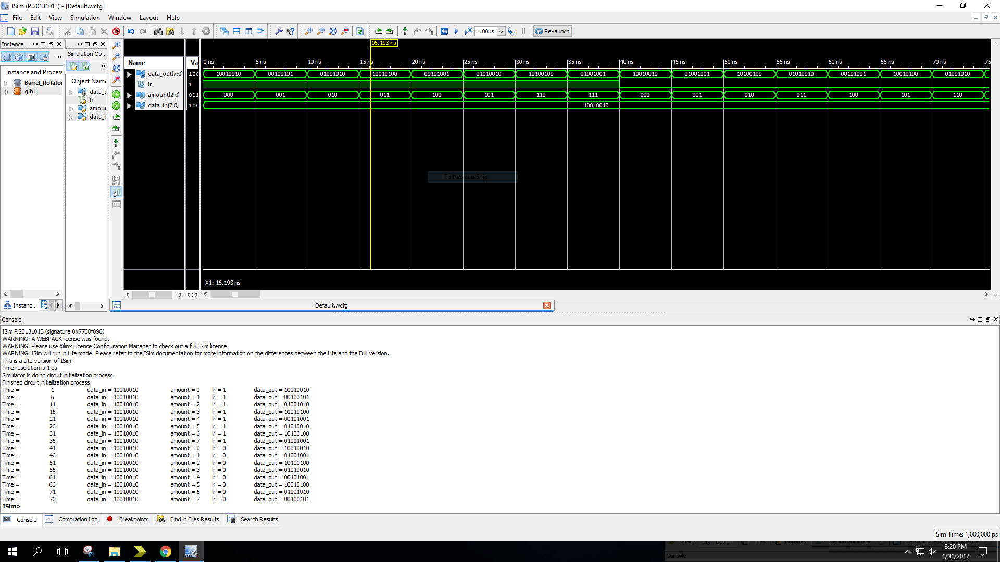 ISim (P.20131013) - [Default.wcfg]
File Edit View Simulation Window Layout Help
1.00us Re-launch
Instance... ...
Simulation Ob...
Instance and Process
Barrel_Rotator
glbl
Object Name
data_o
lr
amour
data_i
Name Va
data_out[7:0] 100
lr 1
amount[2:0] 011
data_in[7:0] 100
16.193 ns
0 ns 5 ns 10 ns 15 ns 20 ns 25 ns 30 ns 35 ns 40 ns 45 ns 50 ns 55 ns 60 ns 65 ns 70 ns 75
10010010 00100101 01001010 10010100 00101001 01010010 10100100 01001001 10010010 01001001 10100100 01010010 00101001 10010100 01001010
000 001 010 011 100 101 110 111 000 001 010 011 100 101 110
10010010
Full-screen Snip
X1: 16.193 ns
Instanc...
Default.wcfg
Console
ISim P.20131013 (signature 0x7708f090)
WARNING: A WEBPACK license was found.
WARNING: Please use Xilinx License Configuration Manager to check out a full ISim license.
WARNING: ISim will run in Lite mode. Please refer to the ISim documentation for more information on the differences between the Lite and the Full version.
This is a Lite version of ISim.
Time resolution is 1 ps
Simulator is doing circuit initialization process.
Finished circuit initialization process.
Time = 1 data_in = 10010010 amount = 0 lr = 1 data_out = 10010010
Time = 6 data_in = 10010010 amount = 1 lr = 1 data_out = 00100101
Time = 11 data_in = 10010010 amount = 2 lr = 1 data_out = 01001010
Time = 16 data_in = 10010010 amount = 3 lr = 1 data_out = 10010100
Time = 21 data_in = 10010010 amount = 4 lr = 1 data_out = 00101001
Time = 26 data_in = 10010010 amount = 5 lr = 1 data_out = 01010010
Time = 31 data_in = 10010010 amount = 6 lr = 1 data_out = 10100100
Time = 36 data_in = 10010010 amount = 7 lr = 1 data_out = 01001001
Time = 41 data_in = 10010010 amount = 0 lr = 0 data_out = 10010010
Time = 46 data_in = 10010010 amount = 1 lr = 0 data_out = 01001001
Time = 51 data_in = 10010010 amount = 2 lr = 0 data_out = 10100100
Time = 56 data_in = 10010010 amount = 3 lr = 0 data_out = 01010010
Time = 61 data_in = 10010010 amount = 4 lr = 0 data_out = 00101001
Time = 66 data_in = 10010010 amount = 5 lr = 0 data_out = 10010100
Time = 71 data_in = 10010010 amount = 6 lr = 0 data_out = 01001010
Time = 76 data_in = 10010010 amount = 7 lr = 0 data_out = 00100101
ISim>
Console Compilation Log Breakpoints Find in Files Results Search Results
Sim Time: 1,000,000 ps
Start Design Files Libraries Design Summary
Console
3:20 PM
1/31/2017